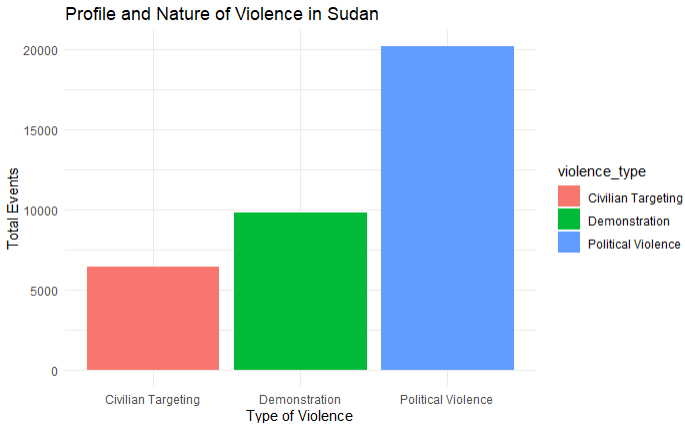 Profile and Nature of Violence in Sudan
20000
15000
10000
5000
0
Total Events
Civilian Targeting
Demonstration
Political Violence
Type of Violence
violence_type
Civilian Targeting
Demonstration
Political Violence